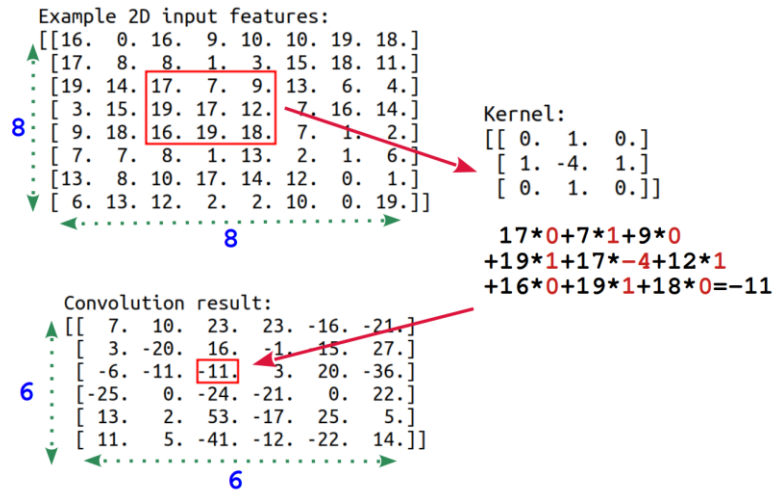 Example 2D input features:
[[16. 0. 16. 9. 10. 10. 19. 18.]
[17. 8. 8. 1. 3. 15. 18. 11.]
[19. 14. 17. 7. 9. 13. 6. 4.]
[ 3. 15. 19. 17. 12. 7. 16. 14.]
[ 9. 18. 16. 19. 18. 7. 1. 2.]
[ 7. 7. 8. 1. 13. 2. 1. 6.]
[13. 8. 10. 17. 14. 12. 0. 1.]
[ 6. 13. 12. 2. 2. 10. 0. 19.]]
8
8
Kernel:
[[ 0. 1. 0.]
[ 1. -4. 1.]
[ 0. 1. 0.]]
17*0+7*1+9*0
+19*1+17*-4+12*1
+16*0+19*1+18*0=-11
Convolution result:
[[ 7. 10. 23. 23. -16. -21.]
[ 3. -20. 16. -1. 15. 27.]
[ -6. -11. -11. 3. 20. -36.]
[-25. 0. -24. -21. 0. 22.]
[ 13. 2. 53. -17. 25. 5.]
[ 11. 5. -41. -12. -22. 14.]]
6
6